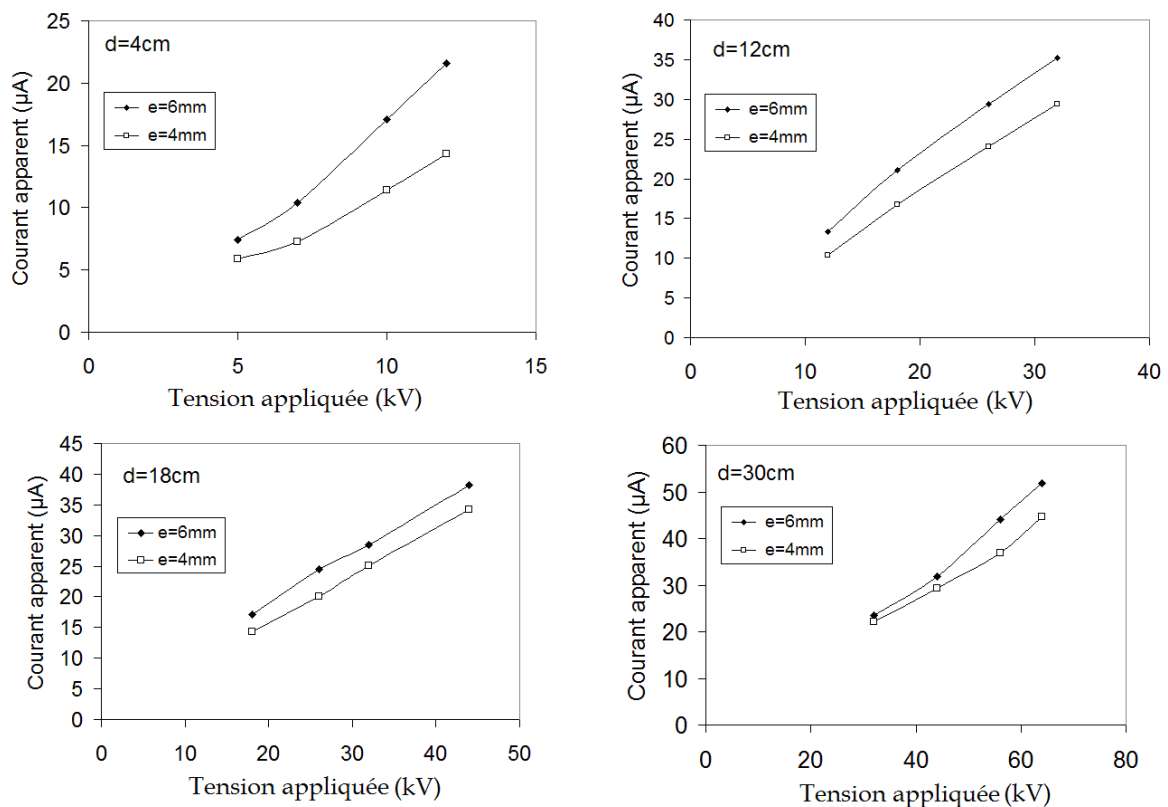 d=4cm
Courant apparent (µA)
25
20
15
10
5
0
e=6mm
e=4mm
0 5 10 15
Tension appliquée (kV)
d=12cm
Courant apparent (µA)
40
35
30
25
20
15
10
5
0
e=6mm
e=4mm
0 10 20 30 40
Tension appliquée (kV)
d=18cm
Courant apparent (µA)
45
40
35
30
25
20
15
10
5
0
e=6mm
e=4mm
0 10 20 30 40 50
Tension appliquée (kV)
d=30cm
Courant apparent (µA)
60
50
40
30
20
10
0
e=6mm
e=4mm
0 20 40 60 80
Tension appliquée (kV)